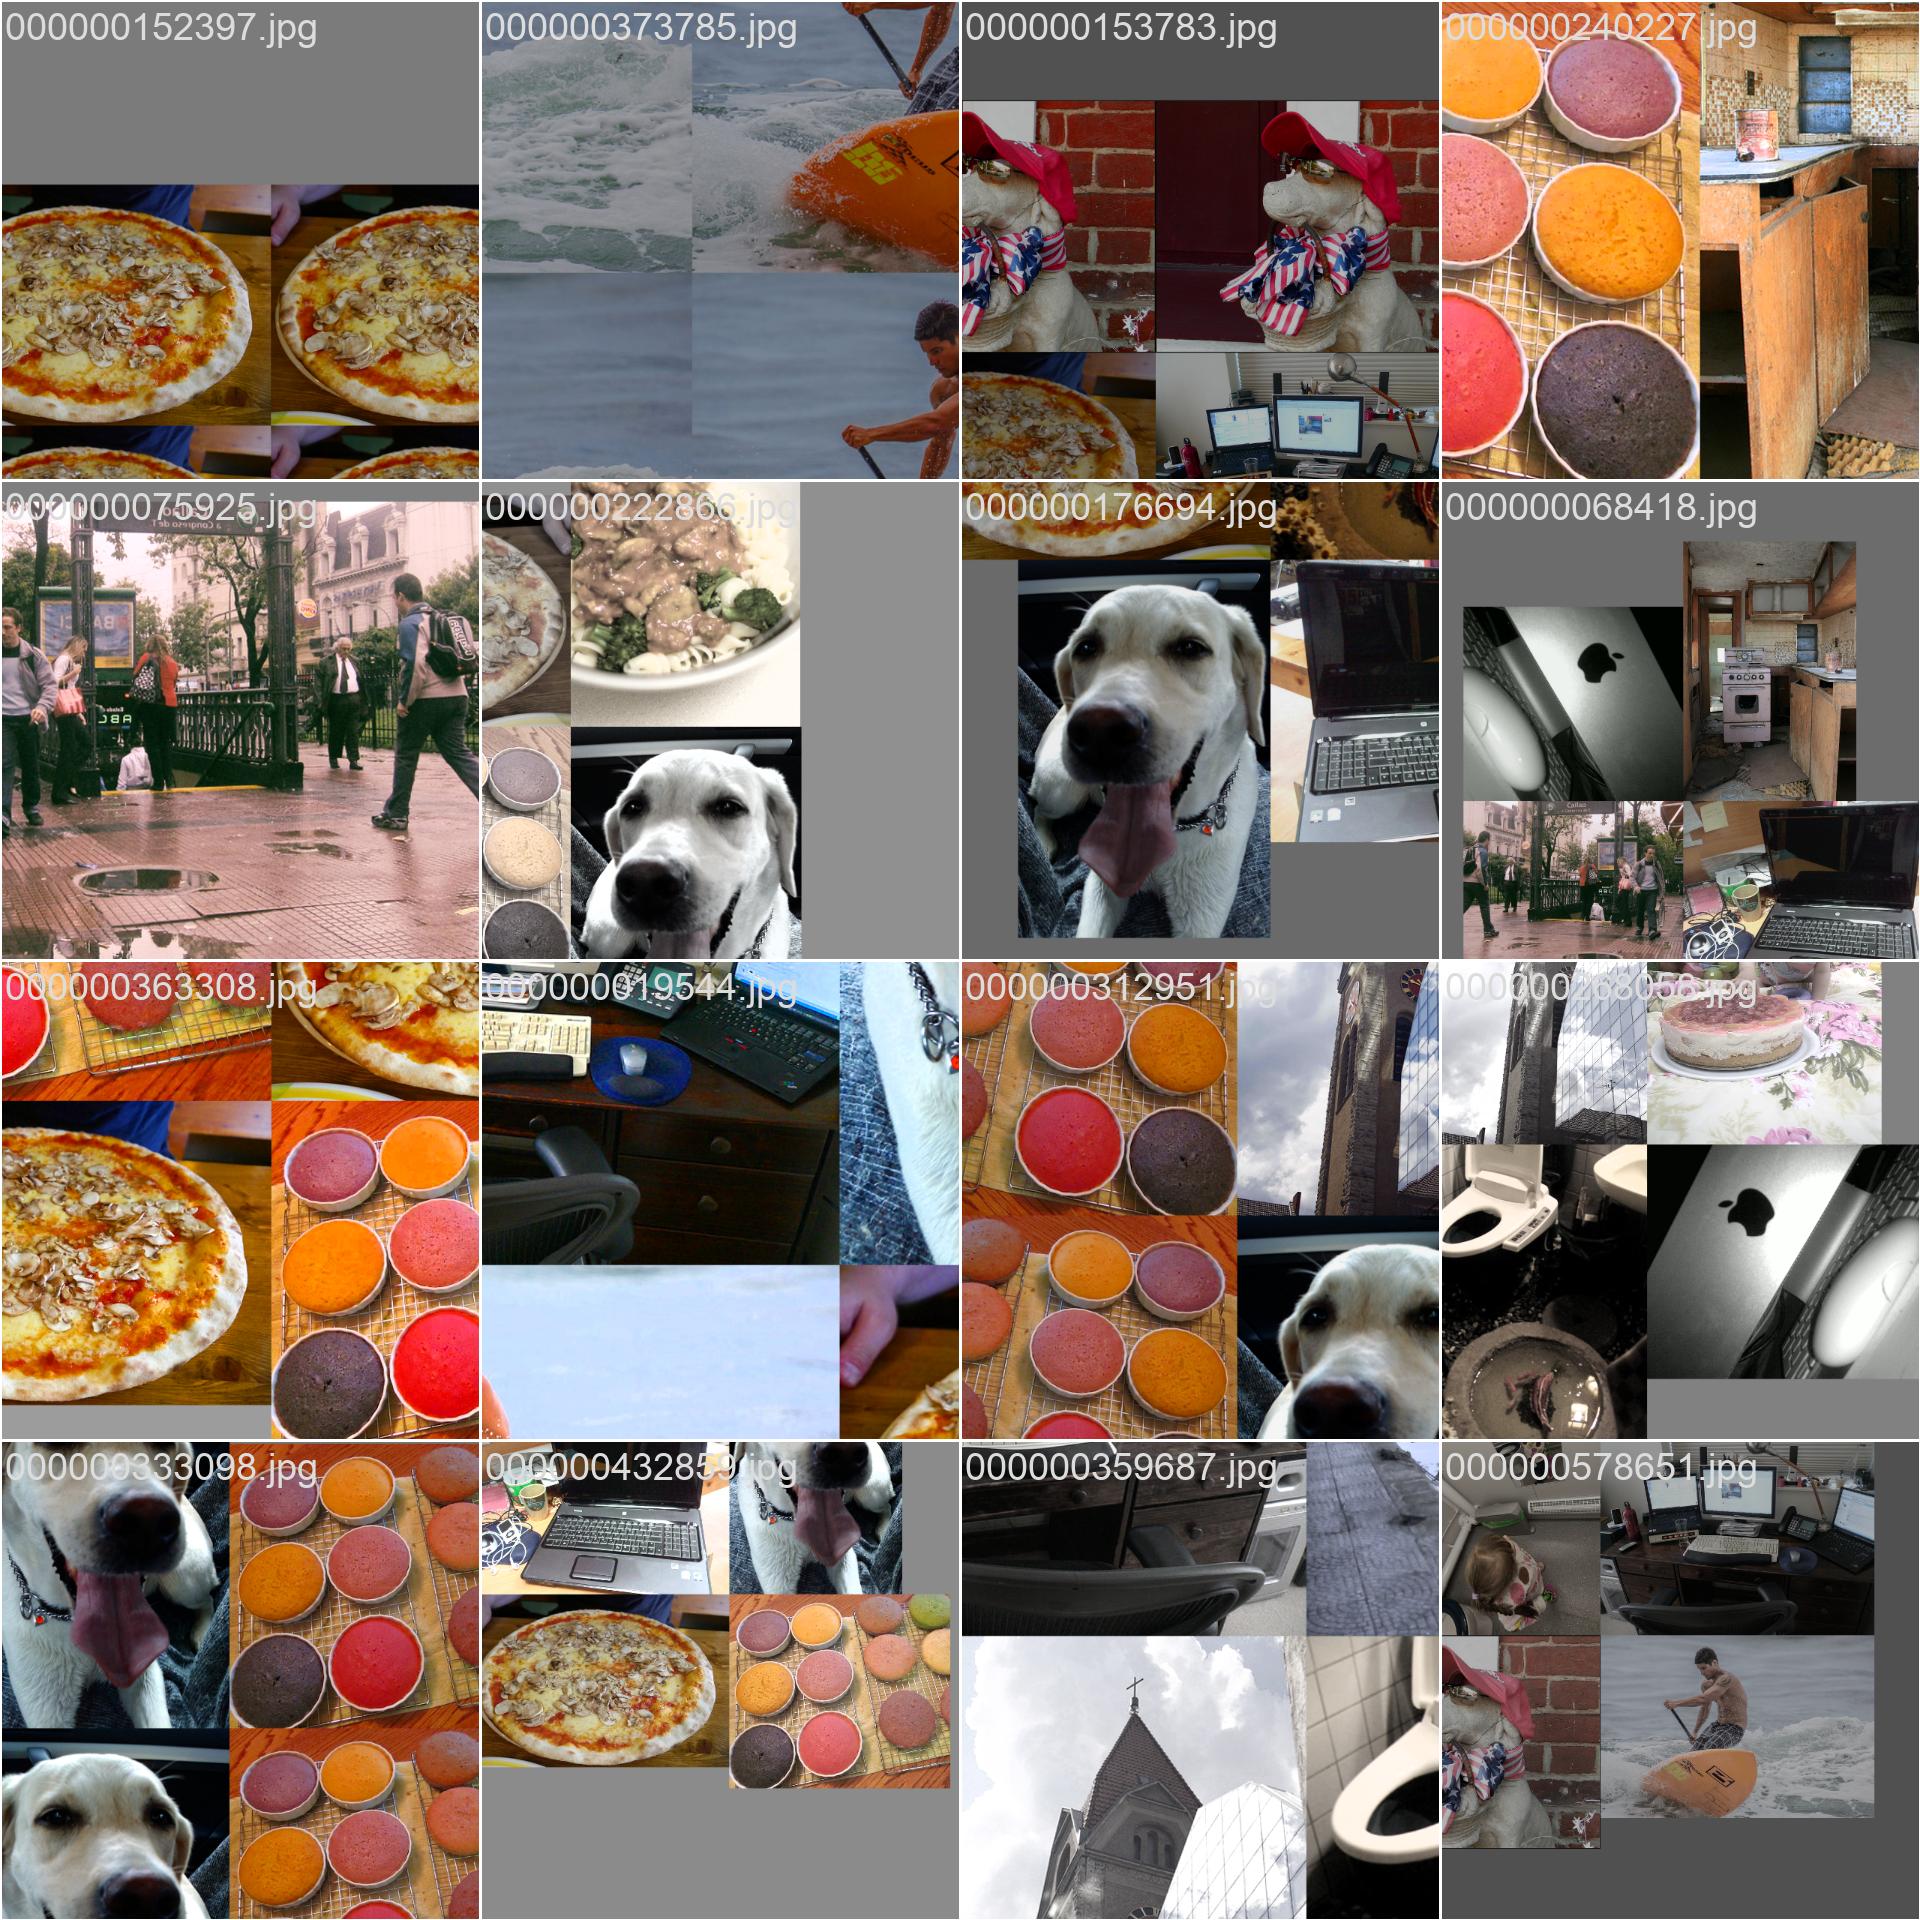 000000152397.jpg
000000373785.jpg
000000153783.jpg
000000240227.jpg
000000075925.jpg
000000222866.jpg
000000176694.jpg
000000068418.jpg
Callao
000000363308.jpg
000000019544.jpg
000000312951.jpg
000000268056.jpg
000000333098.jpg
000000432859.jpg
000000359687.jpg
000000578651.jpg